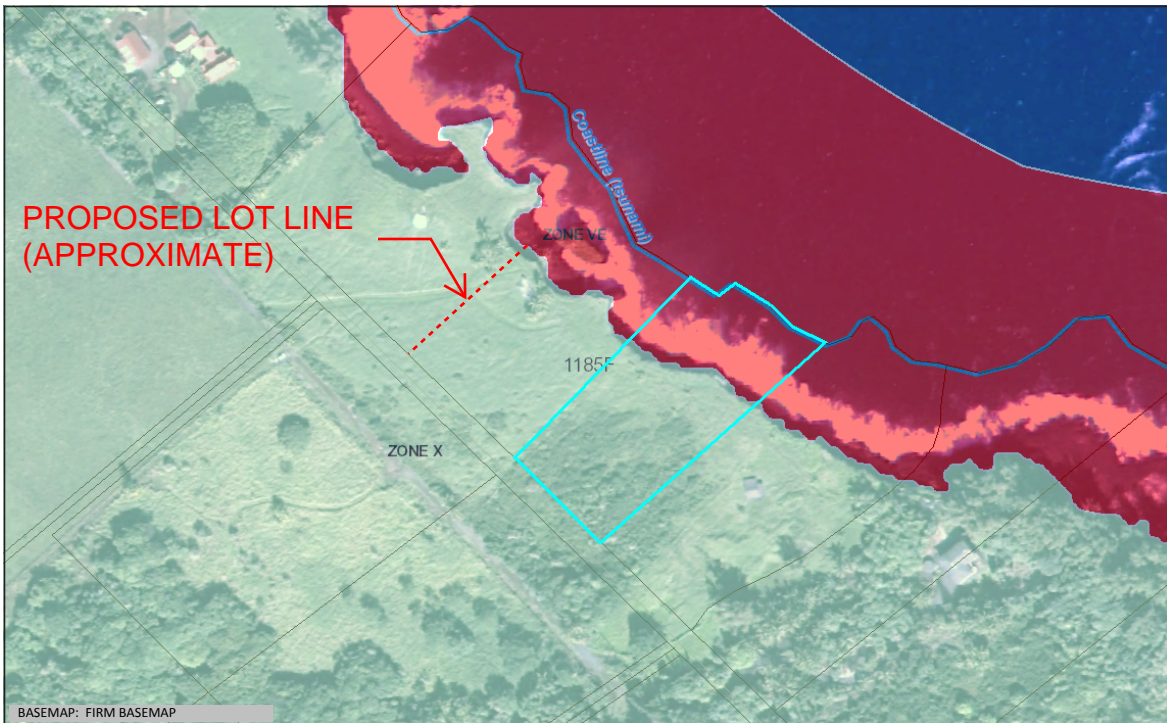 Coastline (tsunami)
PROPOSED LOT LINE
(APPROXIMATE)
ZONE VE
1185F
ZONE X
BASEMAP: FIRM BASEMAP